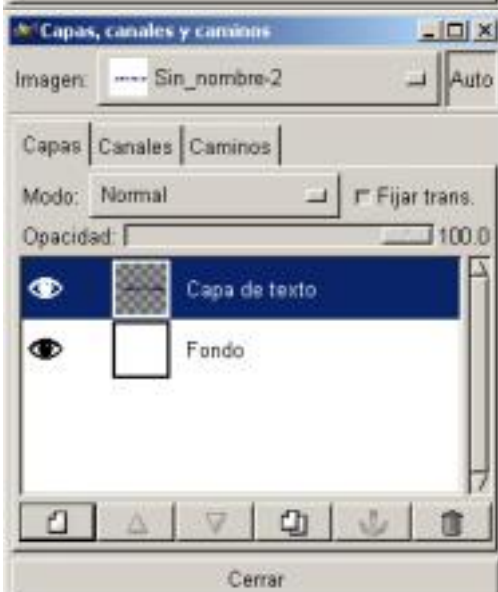 Capas, canales y caminos
Imagen: Sin_nombre-2 Auto
Capas Canales Caminos
Modo: Normal Fijar trans.
Opacidad: 100.0
Capa de texto
Fondo
Cerrar